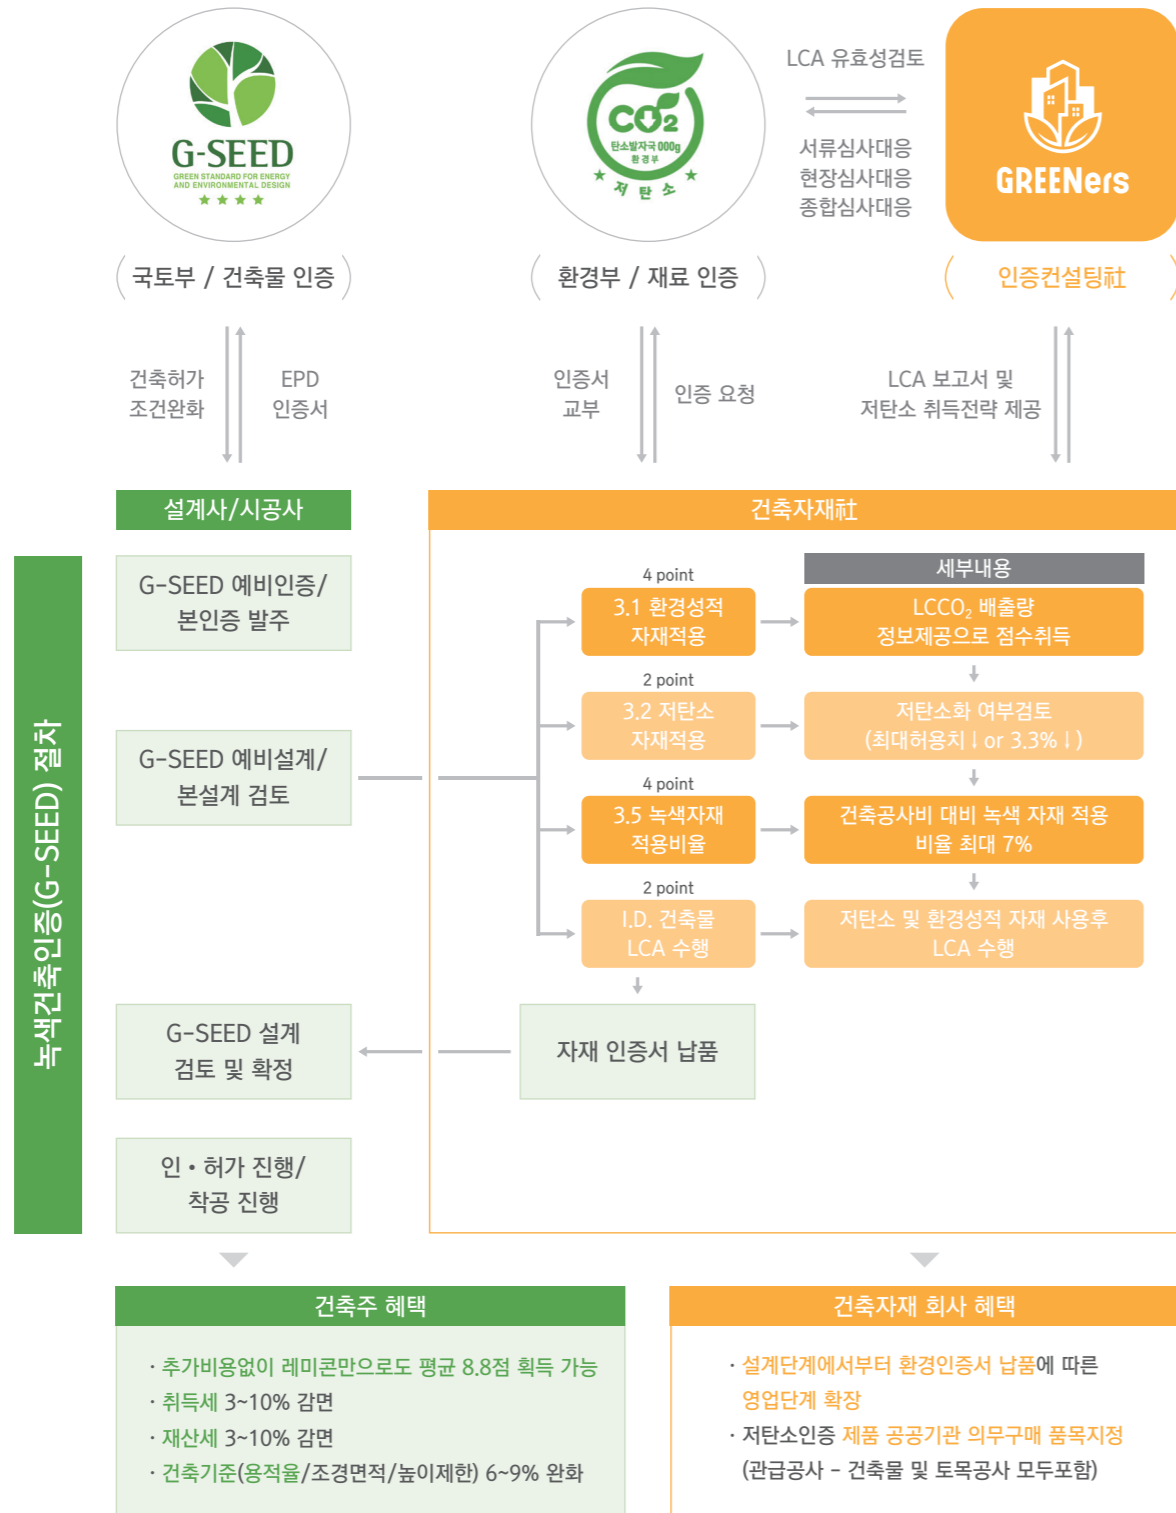 G-SEED
GREEN STANDARD FOR ENERGY
AND ENVIRONMENTAL DESIGN
국토부 / 건축물 인증
CO2
탄소발자국 000g
환경부
저탄소
환경부 / 재료 인증
LCA 유효성검토
서류심사대응
현장심사대응
종합심사대응
GREENers
인증컨설팅社
건축허가
조건완화
EPD
인증서
인증서
교부
인증 요청
LCA 보고서 및
저탄소 취득전략 제공
녹색건축인증(G-SEED) 절차
설계사/시공사
G-SEED 예비인증/
본인증 발주
G-SEED 예비설계/
본설계 검토
G-SEED 설계
검토 및 확정
인・허가 진행/
착공 진행
건축자재社
세부내용
4 point
3.1 환경성적
자재적용
LCCO₂ 배출량
정보제공으로 점수취득
2 point
3.2 저탄소
자재적용
저탄소화 여부검토
(최대허용치↓or 3.3%↓)
4 point
3.5 녹색자재
적용비율
건축공사비 대비 녹색 자재 적용
비율 최대 7%
2 point
I.D. 건축물
LCA 수행
저탄소 및 환경성적 자재 사용후
LCA 수행
자재 인증서 납품
건축주 혜택
· 추가비용없이 레미콘만으로도 평균 8.8점 획득 가능
· 취득세 3~10% 감면
· 재산세 3~10% 감면
· 건축기준(용적율/조경면적/높이제한) 6~9% 완화
건축자재 회사 혜택
· 설계단계에서부터 환경인증서 납품에 따른
영업단계 확장
· 저탄소인증 제품 공공기관 의무구매 품목지정
(관급공사 - 건축물 및 토목공사 모두포함)